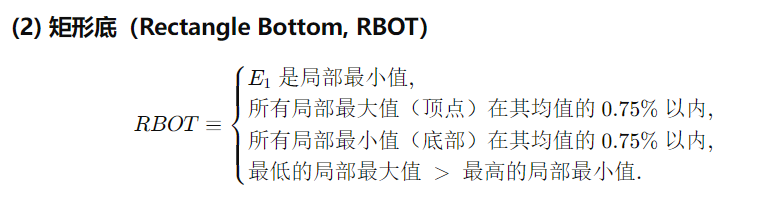 (2) 矩形底（Rectangle Bottom, RBOT）
E₁ 是局部最小值,
所有局部最大值（顶点）在其均值的 0.75% 以内,
RBOT ≡
所有局部最小值（底部）在其均值的 0.75% 以内,
最低的局部最大值 > 最高的局部最小值.